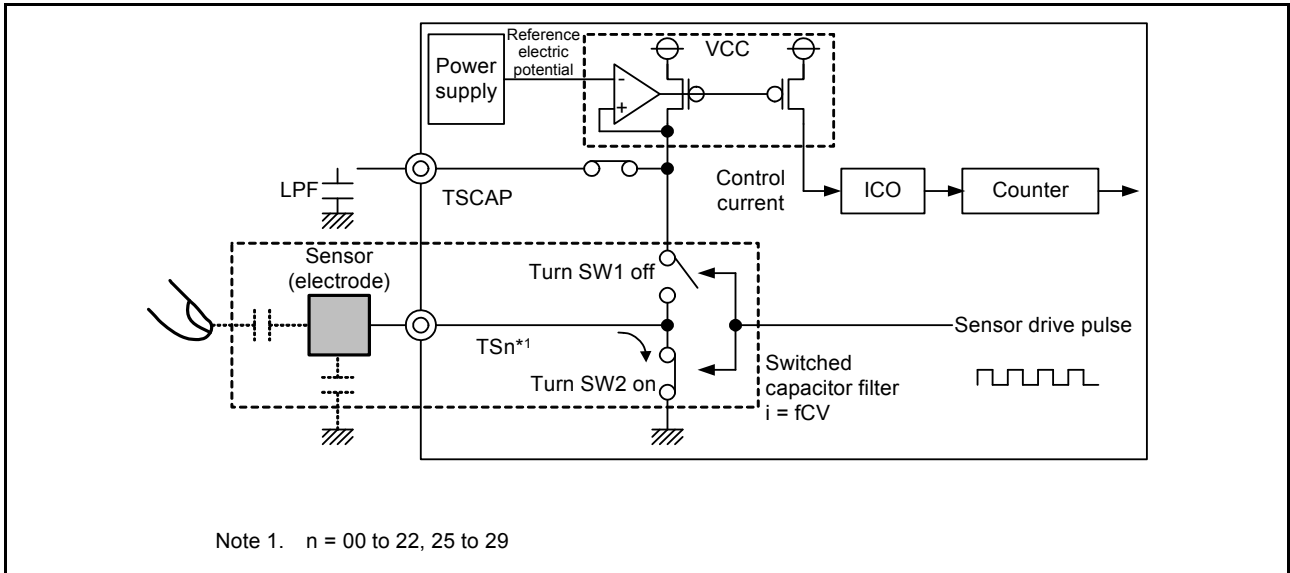 Reference
electric
potential
VCC
Power
supply
-
+
LPF
TSCAP
Control
current
ICO
Counter
Sensor
(electrode)
Turn SW1 off
TSn*1
Turn SW2 on
Sensor drive pulse
Switched
capacitor filter
i = fCV
Note 1. n = 00 to 22, 25 to 29